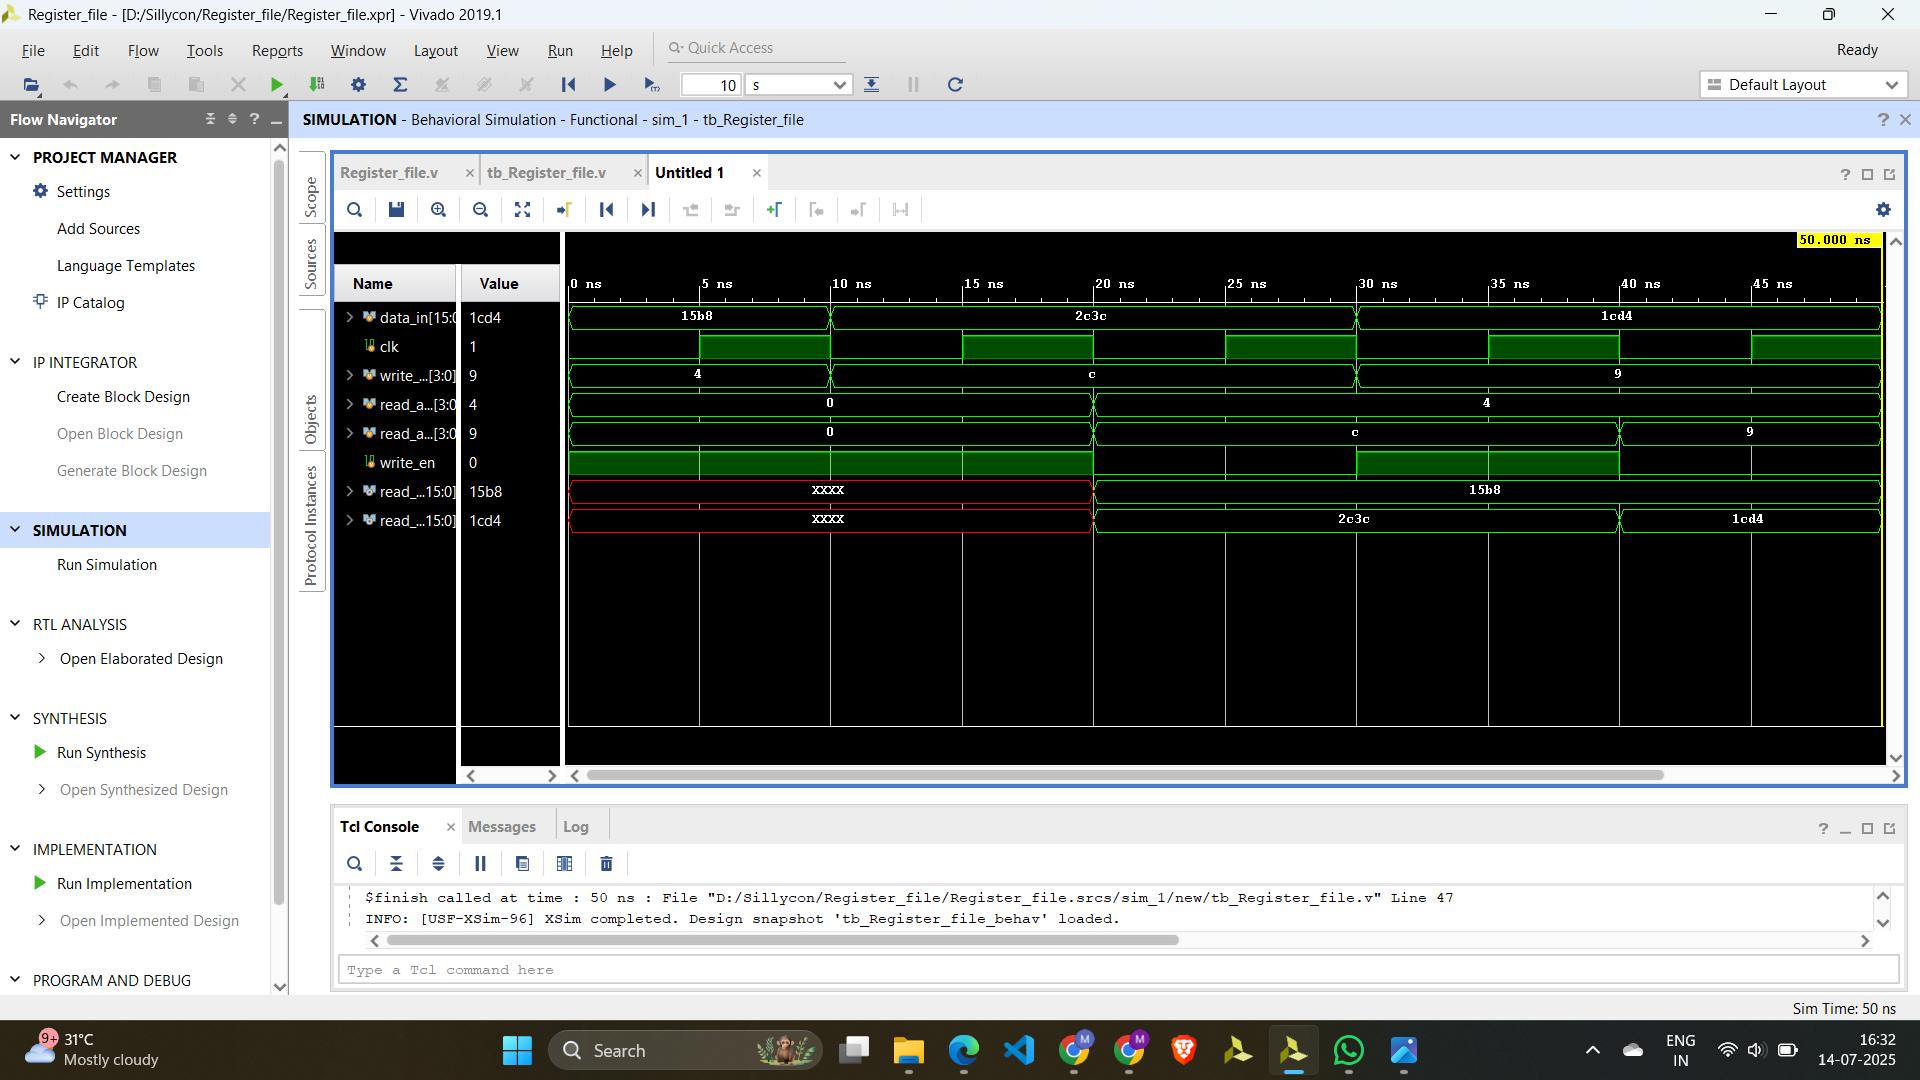 Register_file - [D:/Sillycon/Register_file/Register_file.xpr] - Vivado 2019.1
File Edit Flow Tools Reports Window Layout View Run Help Quick Access
Ready
10 s
Default Layout
Flow Navigator
PROJECT MANAGER
Settings
Add Sources
Language Templates
IP Catalog
IP INTEGRATOR
Create Block Design
Open Block Design
Generate Block Design
SIMULATION
Run Simulation
RTL ANALYSIS
Open Elaborated Design
SYNTHESIS
Run Synthesis
Open Synthesized Design
IMPLEMENTATION
Run Implementation
Open Implemented Design
PROGRAM AND DEBUG
SIMULATION - Behavioral Simulation - Functional - sim_1 - tb_Register_file
Scope
Sources
Objects
Protocol Instances
Register_file.v tb_Register_file.v Untitled 1
50.000 ns
Name Value
0 ns 5 ns 10 ns 15 ns 20 ns 25 ns 30 ns 35 ns 40 ns 45 ns
data_in[15:0 1cd4 15b8 2c3c 1cd4
clk 1
write_...[3:0] 9 4 c 9
read_a...[3:0 4 0 4
read_a...[3:0 9 0 c 9
write_en 0
read_...15:0] 15b8 XXXX 15b8
read_...15:0] 1cd4 XXXX 2c3c 1cd4
Tcl Console Messages Log
$finish called at time : 50 ns : File "D:/Sillycon/Register_file/Register_file.srcs/sim_1/new/tb_Register_file.v" Line 47
INFO: [USF-XSim-96] XSim completed. Design snapshot 'tb_Register_file_behav' loaded.
Type a Tcl command here
Sim Time: 50 ns
9+
31°C
Mostly cloudy
Search
M
M
ENG
IN
16:32
14-07-2025